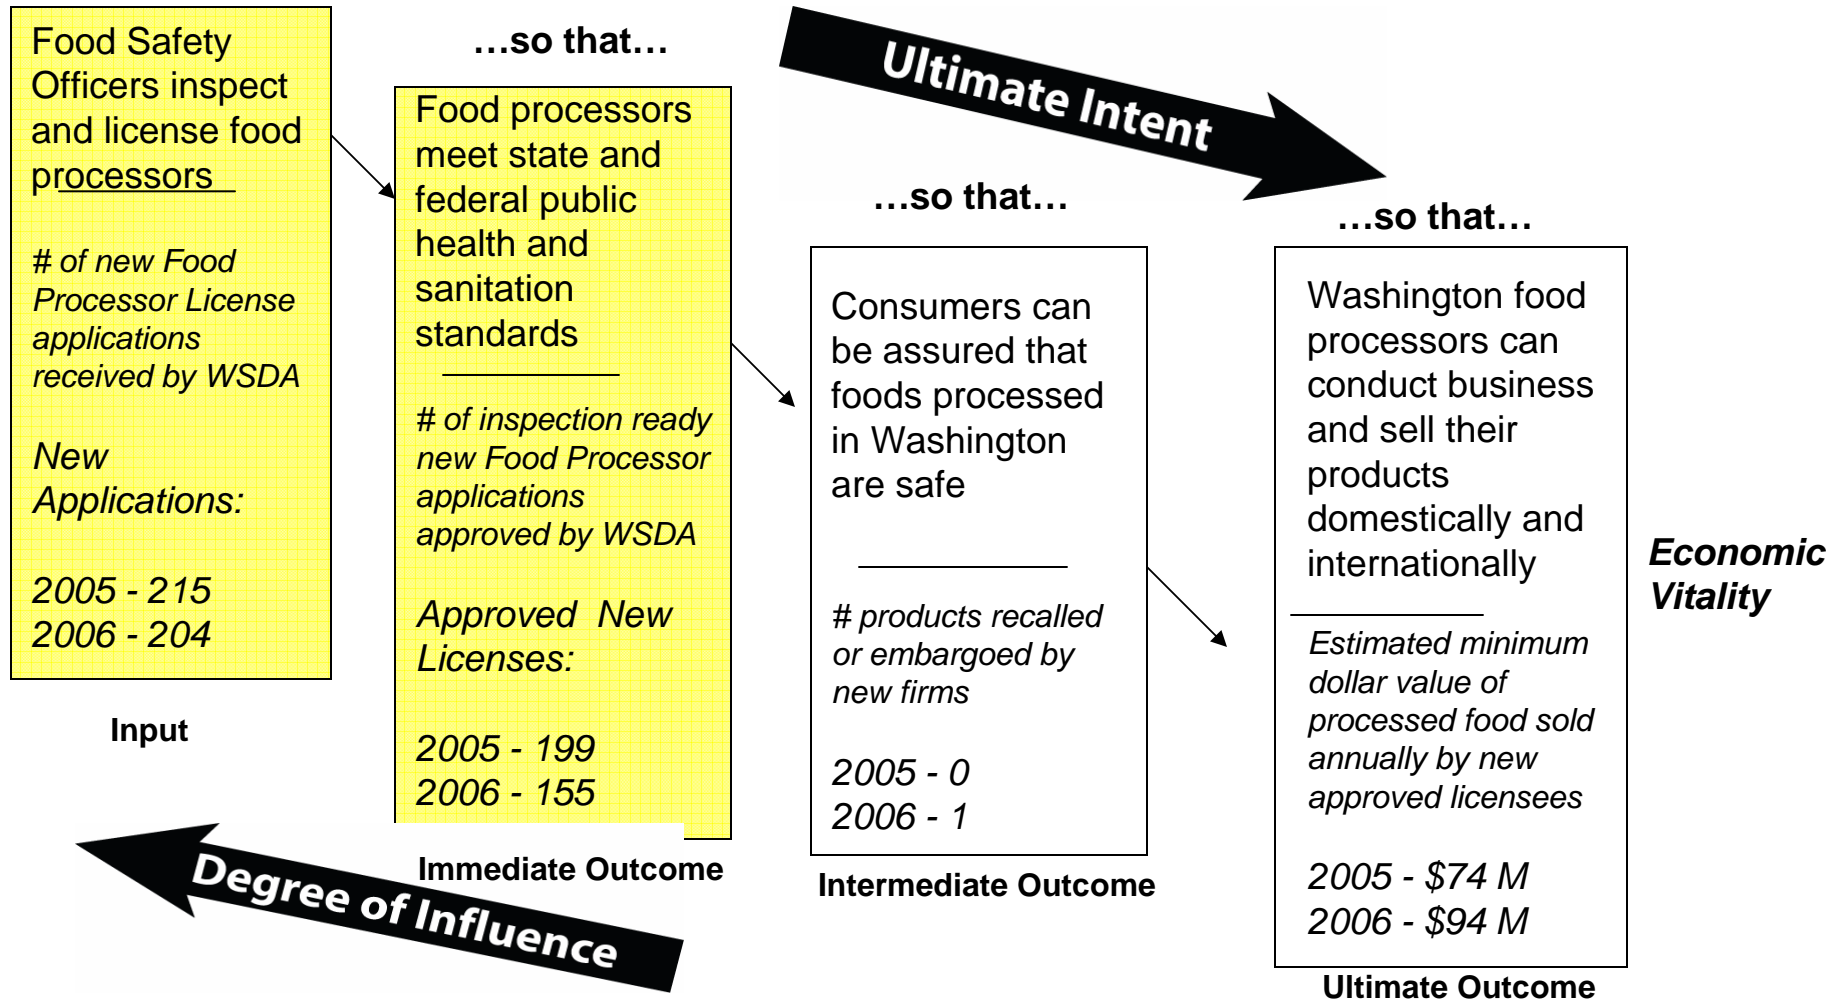 Food Safety
Officers inspect
and license food
processors
# of new Food
Processor License
applications
received by WSDA
New
Applications:
2005 - 215
2006 - 204
Input
…so that…
Food processors
meet state and
federal public
health and
sanitation
standards
# of inspection ready
new Food Processor
applications
approved by WSDA
Approved New
Licenses:
2005 - 199
2006 - 155
Immediate Outcome
Degree of Influence
Ultimate Intent
…so that…
Consumers can
be assured that
foods processed
in Washington
are safe
# products recalled
or embargoed by
new firms
2005 - 0
2006 - 1
Intermediate Outcome
…so that…
Washington food
processors can
conduct business
and sell their
products
domestically and
internationally
Estimated minimum
dollar value of
processed food sold
annually by new
approved licensees
2005 - $74 M
2006 - $94 M
Ultimate Outcome
Economic
Vitality